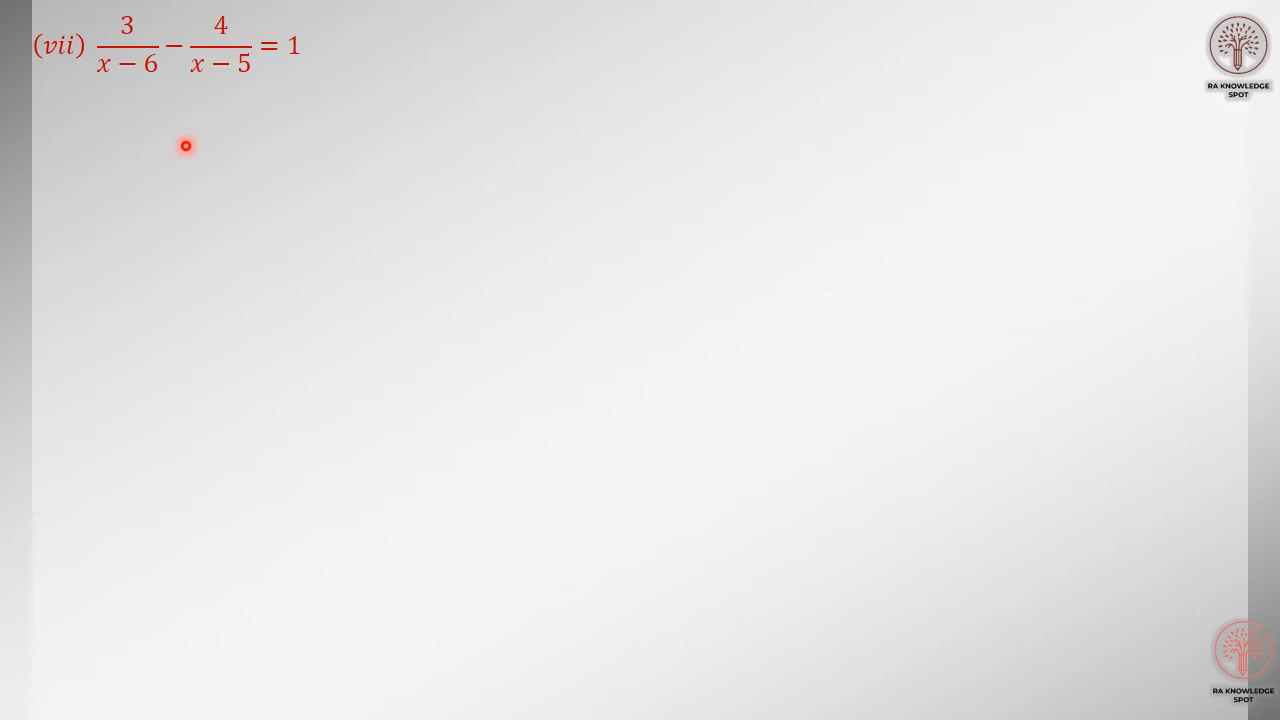 (vii) 3/(x − 6) − 4/(x − 5) = 1
RA KNOWLEDGE
SPOT
RA KNOWLEDGE
SPOT